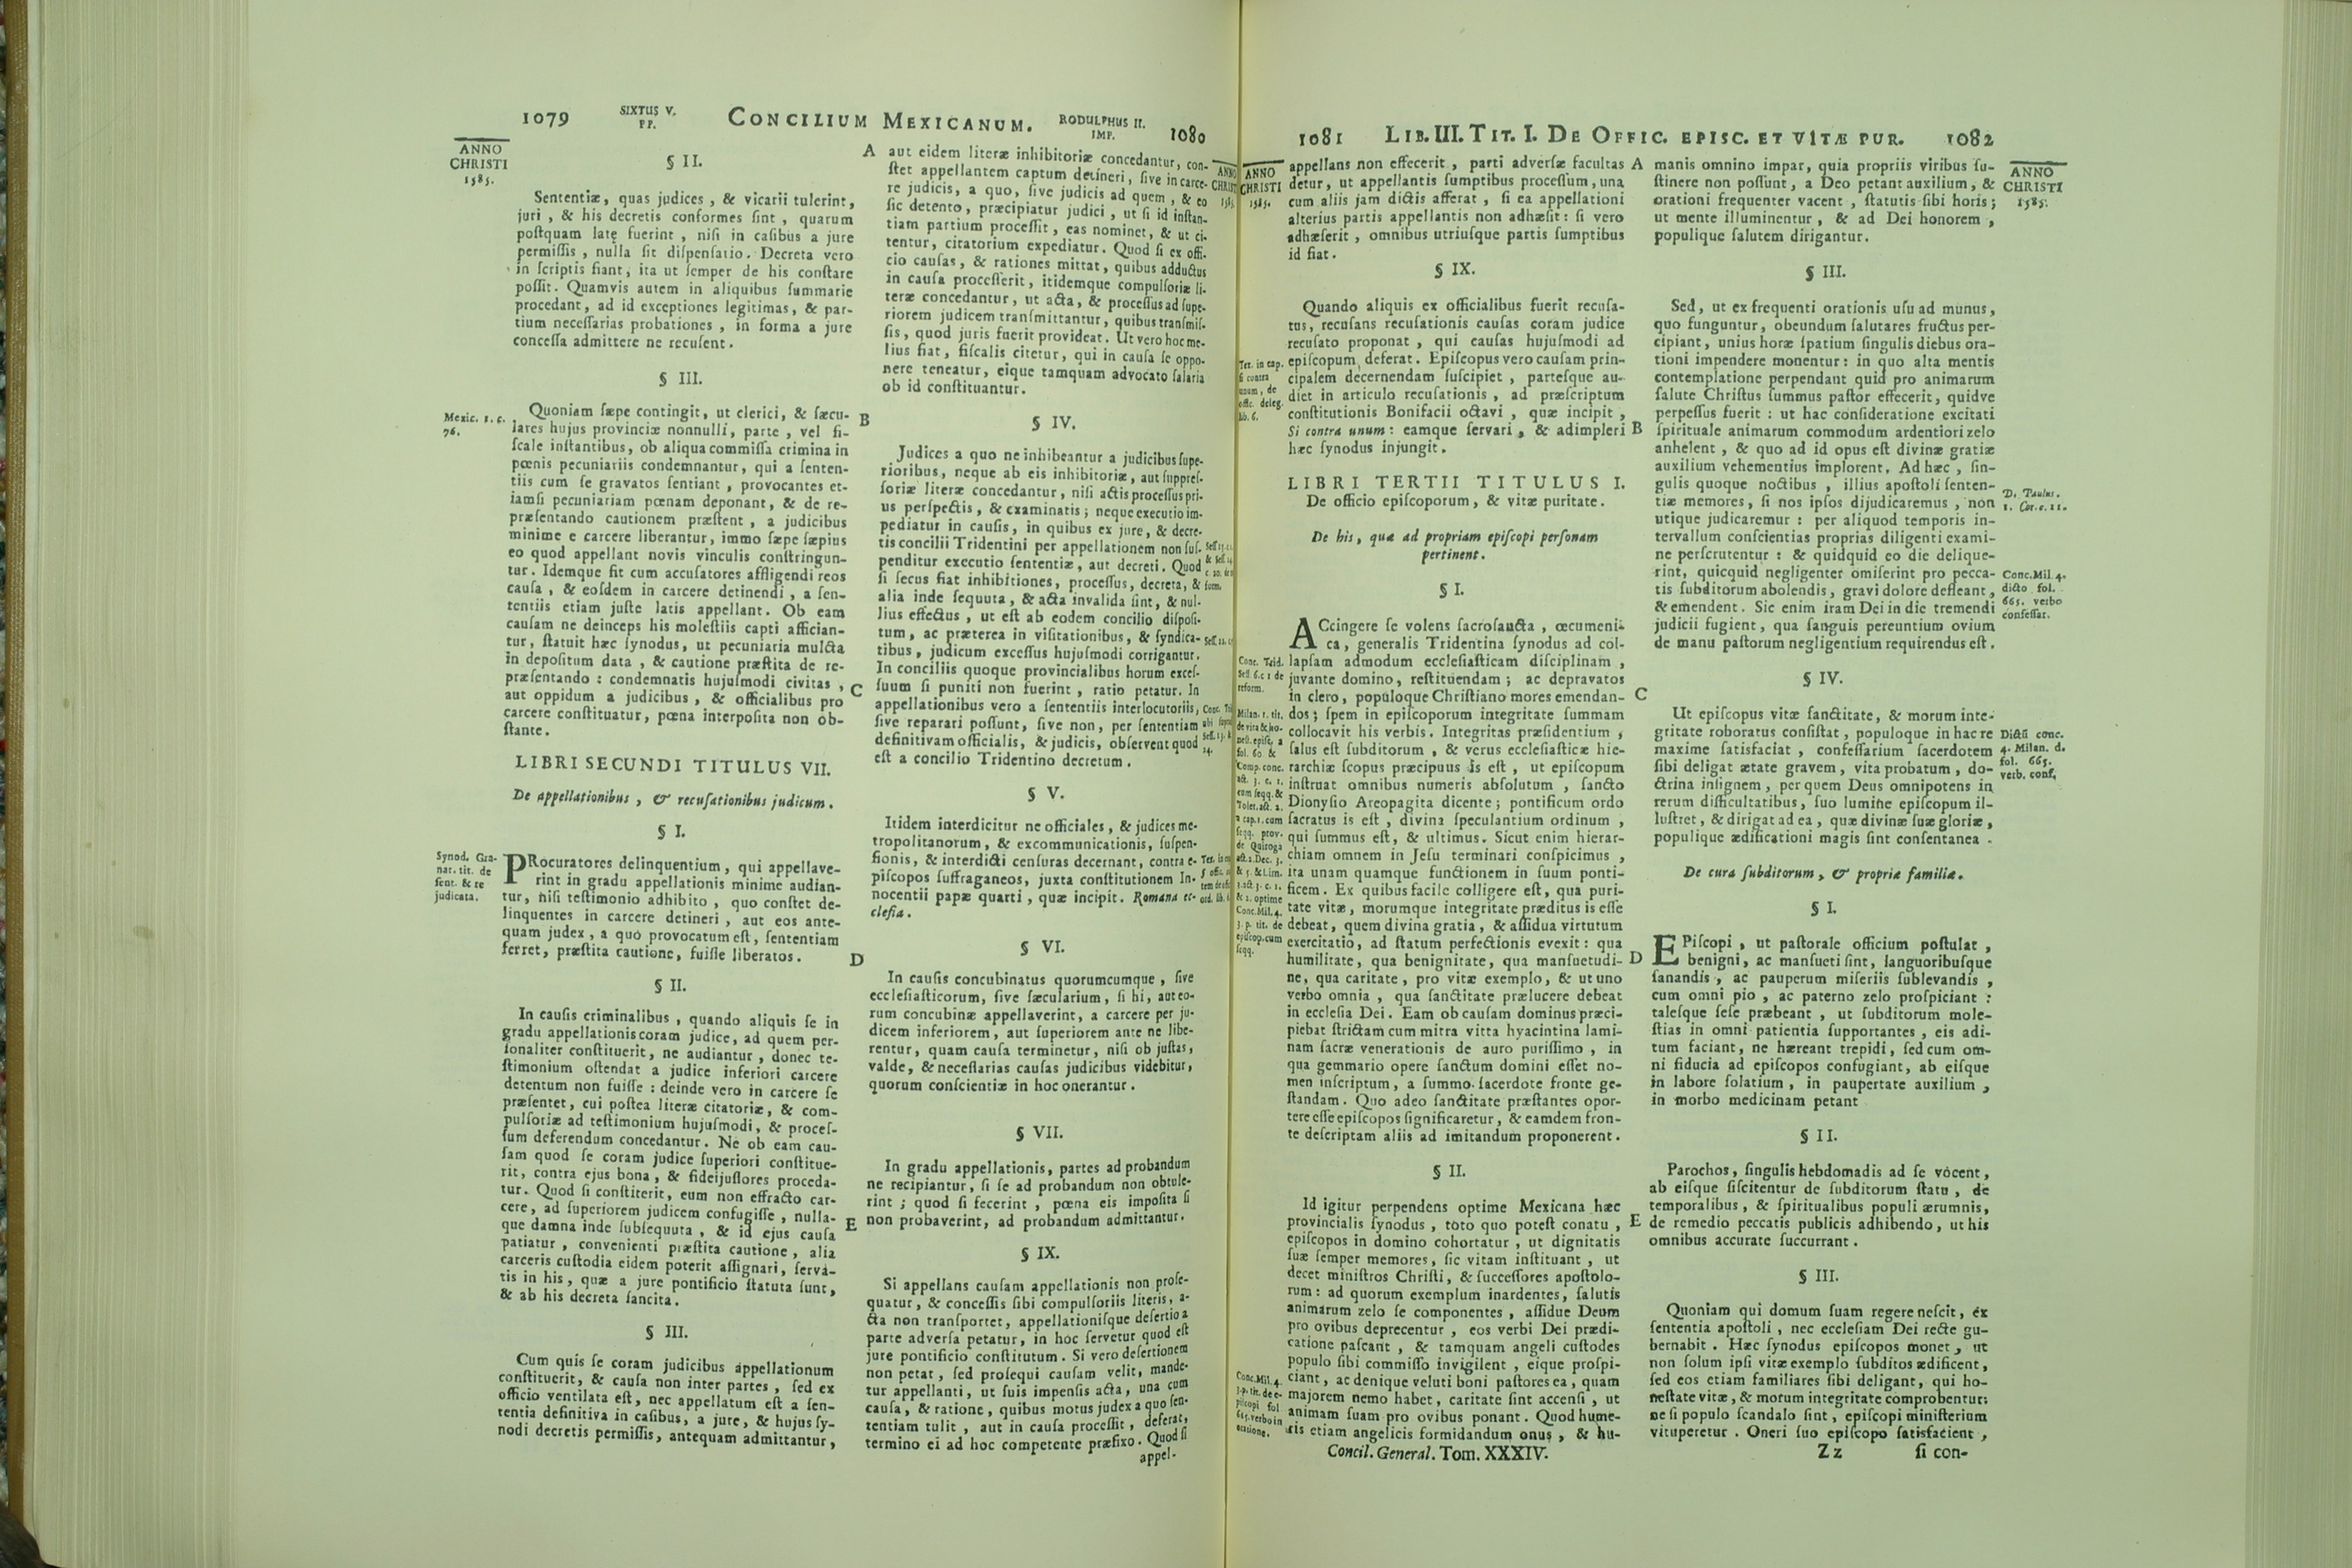 1079
SIXTUS V.
PP.
CONCILIUM MEXICANUM.
RODULPHUS II.
IMP.
1080
ANNO
CHRISTI
1585.
§ II.
Sententiæ, quas judices, & vicarii tulerint,
juri, & his decretis conformes ſint, quarum
poſtquam latę fuerint, niſi in caſibus a jure
permiſſis, nulla ſit diſpenſatio. Decreta vero
in ſcriptis fiant, ita ut ſemper de his conſtare
poſſit. Quamvis autem in aliquibus ſummarie
procedant, ad id exceptiones legitimas, & par-
tium neceſſarias probationes, in forma a jure
conceſſa admittere ne recuſent.
§ III.
Mexic. 1. c.
76.
Quoniam ſæpe contingit, ut clerici, & ſæcu-
lares hujus provinciæ nonnulli, parte, vel fi-
ſcale inſtantibus, ob aliqua commiſſa crimina in
pœnis pecuniariis condemnantur, qui a ſenten-
tiis cum ſe gravatos ſentiant, provocantes et-
iamſi pecuniariam pœnam deponant, & de re-
præſentando cautionem præſtent, a judicibus
minime e carcere liberantur, immo ſæpe ſæpius
eo quod appellant novis vinculis conſtringun-
tur. Idemque fit cum accuſatores affligendi reos
cauſa, & eoſdem in carcere detinendi, a ſen-
tentiis etiam juſte latis appellant. Ob eam
cauſam ne deinceps his moleſtiis capti affician-
tur, ſtatuit hæc ſynodus, ut pecuniaria mulcta
in depoſitum data, & cautione præſtita de re-
præſentando: condemnatis hujuſmodi civitas,
aut oppidum a judicibus, & officialibus pro
carcere conſtituatur, pœna interpoſita non ob-
ſtante.
LIBRI SECUNDI TITULUS VII.
De appellationibus, & recuſationibus judicum.
§ I.
Synod. Gra-
nat. tit. de
ſent. & re
judicata.
PRocuratores delinquentium, qui appellave-
rint in gradu appellationis minime audian-
tur, niſi teſtimonio adhibito, quo conſtet de-
linquentes in carcere detineri, aut eos ante-
quam judex, a quo provocatum eſt, ſententiam
ferret, præſtita cautione, fuiſſe liberatos.
§ II.
In cauſis criminalibus, quando aliquis ſe in
gradu appellationis coram judice, ad quem per-
ſonaliter conſtituerit, ne audiantur, donec te-
ſtimonium oſtendat a judice inferiori carcere
detentum non fuiſſe: deinde vero in carcere ſe
præſentet, cui poſtea literæ citatoriæ, & com-
pulſoriæ ad teſtimonium hujuſmodi, & proceſ-
ſum deferendum concedantur. Ne ob eam cau-
ſam quod ſe coram judice ſuperiori conſtitue-
rit, contra ejus bona, & fideijuſſores proceda-
tur. Quod ſi conſtiterit, eum non effracto car-
cere, ad ſuperiorem judicem confugiſſe, nulla-
que damna inde ſubſequuta, & id ejus cauſa
patiatur, convenienti præſtita cautione, alia
carceris cuſtodia eidem poterit aſſignari, ſerva-
tis in his, quæ a jure pontificio ſtatuta ſunt,
& ab his decreta ſancita.
§ III.
Cum quis ſe coram judicibus appellationum
conſtituerit, & cauſa non inter partes, ſed ex
officio ventilata eſt, nec appellatum eſt a ſen-
tentia definitiva in caſibus, a jure, & hujus ſy-
nodi decretis permiſſis, antequam admittantur,
A
B
C
D
E
aut eidem literæ inhibitoriæ concedantur, con-
ſtet appellantem captum detineri, ſive in carce-
re judicis, a quo, ſive judicis ad quem, & eo
ſic detento, præcipiatur judici, ut ſi id inſtan-
tiam partium proceſſit, eas nominet, & ut ci-
tentur, citatorium expediatur. Quod ſi ex offi-
cio cauſas, & rationes mittat, quibus adductus
in cauſa proceſſerit, itidemque compulſoriæ li-
teræ concedantur, ut acta, & proceſſus ad ſupe-
riorem judicem tranſmittantur, quibus tranſmiſ-
ſis, quod juris fuerit provideat. Ut vero hoc me-
lius fiat, fiſcalis citetur, qui in cauſa ſe oppo-
nere teneatur, eique tamquam advocato ſalaria
ob id conſtituantur.
§ IV.
Judices a quo ne inhibeantur a judicibus ſupe-
rioribus, neque ab eis inhibitoriæ, aut ſuppreſ-
ſoriæ literæ concedantur, niſi actis proceſſus pri-
us perſpectis, & examinatis; neque executio im-
pediatur in cauſis, in quibus ex jure, & decre-
tis concilii Tridentini per appellationem non ſuſ-
penditur executio ſententiæ, aut decreti. Quod
ſi ſecus fiat inhibitiones, proceſſus, decreta, &
alia inde ſequuta, & acta invalida ſint, & nul-
lius effectus, ut eſt ab eodem concilio diſpoſi-
tum, ac præterea in viſitationibus, & ſyndica-
tibus, judicum exceſſus hujuſmodi corrigantur.
In conciliis quoque provincialibus horum exceſ-
ſuum ſi puniti non fuerint, ratio petatur. In
appellationibus vero a ſententiis interlocutoriis,
ſive reparari poſſunt, ſive non, per ſententiam
definitivam officialis, & judicis, obſervent quod
eſt a concilio Tridentino decretum.
§ V.
Itidem interdicitur ne officiales, & judices me-
tropolitanorum, & excommunicationis, ſuſpen-
ſionis, & interdicti cenſuras decernant, contra e-
piſcopos ſuffraganeos, juxta conſtitutionem In-
nocentii papæ quarti, quæ incipit. Romana ec-
cleſia.
§ VI.
In cauſis concubinatus quorumcumque, ſive
eccleſiaſticorum, ſive ſæcularium, ſi hi, aut eo-
rum concubinæ appellaverint, a carcere per ju-
dicem inferiorem, aut ſuperiorem ante ne libe-
rentur, quam cauſa terminetur, niſi ob juſtas,
valde, & neceſſarias cauſas judicibus videbitur,
quorum conſcientiæ in hoc onerantur.
§ VII.
In gradu appellationis, partes ad probandum
ne recipiantur, ſi ſe ad probandum non obtule-
rint; quod ſi fecerint, pœna eis impoſita ſi
non probaverint, ad probandum admittantur.
§ IX.
Si appellans cauſam appellationis non proſe-
quatur, & conceſſis ſibi compulſoriis literis, a-
cta non tranſportet, appellationiſque deſertio a
parte adverſa petatur, in hoc ſervetur quod eſt
jure pontificio conſtitutum. Si vero deſertionem
non petat, ſed proſequi cauſam velit, mande-
tur appellanti, ut ſuis impenſis acta, una cum
cauſa, & ratione, quibus motus judex a quo ſen-
tentiam tulit, aut in cauſa proceſſit, deferat,
termino ei ad hoc competente præfixo. Quod ſi
appel-
1081
LIB. III. TIT. I. DE OFFIC. EPISC. ET VITÆ PUR.
1082
ANNO
CHRISTI
1585.
appellans non effecerit, parti adverſæ facultas
detur, ut appellantis ſumptibus proceſſum, una
cum aliis jam dictis afferat, ſi ea appellationi
alterius partis appellantis non adhæſit: ſi vero
adhæſerit, omnibus utriuſque partis ſumptibus
id fiat.
§ IX.
Quando aliquis ex officialibus fuerit recuſa-
tus, recuſans recuſationis cauſas coram judice
recuſato proponat, qui cauſas hujuſmodi ad
epiſcopum deferat. Epiſcopus vero cauſam prin-
cipalem decernendam ſuſcipiet, parteſque au-
diet in articulo recuſationis, ad præſcriptum
conſtitutionis Bonifacii octavi, quæ incipit,
Si contra unum: eamque ſervari, & adimpleri
hæc ſynodus injungit.
LIBRI TERTII TITULUS I.
De officio epiſcoporum, & vitæ puritate.
De his, quæ ad propriam epiſcopi perſonam
pertinent.
§ I.
ACcingere ſe volens ſacroſancta, œcumeni-
ca, generalis Tridentina ſynodus ad col-
lapſam admodum eccleſiaſticam diſciplinam,
juvante domino, reſtituendam; ac depravatos
in clero, populoque Chriſtiano mores emendan-
dos; ſpem in epiſcoporum integritate ſummam
collocavit his verbis. Integritas præſidentium,
ſalus eſt ſubditorum, & verus eccleſiaſticæ hie-
rarchiæ ſcopus præcipuus is eſt, ut epiſcopum
inſtruat omnibus numeris abſolutum, ſancto
Dionyſio Areopagita dicente; pontificum ordo
ſacratus is eſt, divina ſpeculantium ordinum,
qui ſummus eſt, & ultimus. Sicut enim hierar-
chiam omnem in Jeſu terminari conſpicimus,
ita unam quamque functionem in ſuum ponti-
ficem. Ex quibus facile colligere eſt, qua puri-
tate vitæ, morumque integritate præditus is eſſe
debeat, quem divina gratia, & aſſidua virtutum
exercitatio, ad ſtatum perfectionis evexit: qua
humilitate, qua benignitate, qua manſuetudi-
ne, qua caritate, pro vitæ exemplo, & ut uno
verbo omnia, qua ſanctitate prælucere debeat
in eccleſia Dei. Eam ob cauſam dominus præci-
piebat ſtrictam cum mitra vitta hyacintina lami-
nam ſacræ venerationis de auro puriſſimo, in
qua gemmario opere ſanctum domini eſſet no-
men inſcriptum, a ſummo ſacerdote fronte ge-
ſtandam. Quo adeo ſanctitate præſtantes opor-
tere eſſe epiſcopos ſignificaretur, & eamdem fron-
te deſcriptam aliis ad imitandum proponerent.
§ II.
Id igitur perpendens optime Mexicana hæc
provincialis ſynodus, toto quo poteſt conatu,
epiſcopos in domino cohortatur, ut dignitatis
ſuæ ſemper memores, ſic vitam inſtituant, ut
decet miniſtros Chriſti, & ſucceſſores apoſtolo-
rum: ad quorum exemplum inardentes, ſalutis
animarum zelo ſe componentes, aſſidue Deum
pro ovibus deprecentur, eos verbi Dei prædi-
catione paſcant, & tamquam angeli cuſtodes
populo ſibi commiſſo invigilent, eique proſpi-
ciant, ac denique veluti boni paſtores ea, quam
majorem nemo habet, caritate ſint accenſi, ut
animam ſuam pro ovibus ponant. Quod hume-
ris etiam angelicis formidandum onus, & hu-
Concil. General. Tom. XXXIV.
Ter. in cap.
ſi contra
unum, de
offic. deleg.
lib. 6.
Conc. Trid.
Seſſ. 6. c 1 de
reform.
A
B
C
D
E
manis omnino impar, quia propriis viribus ſu-
ſtinere non poſſunt, a Deo petant auxilium, &
orationi frequenter vacent, ſtatutis ſibi horis;
ut mente illuminentur, & ad Dei honorem,
populique ſalutem dirigantur.
§ III.
Sed, ut ex frequenti orationis uſu ad munus,
quo funguntur, obeundum ſalutares fructus per-
cipiant, unius horæ ſpatium ſingulis diebus ora-
tioni impendere monentur: in quo alta mentis
contemplatione perpendant quid pro animarum
ſalute Chriſtus ſummus paſtor effecerit, quidve
perpeſſus fuerit: ut hac conſideratione excitati
ſpirituale animarum commodum ardentiori zelo
anhelent, & quo ad id opus eſt divinæ gratiæ
auxilium vehementius implorent. Ad hæc, ſin-
gulis quoque noctibus, illius apoſtoli ſenten-
tiæ memores, ſi nos ipſos dijudicaremus, non
utique judicaremur: per aliquod temporis in-
tervallum conſcientias proprias diligenti exami-
ne perſcrutentur: & quidquid eo die delique-
rint, quicquid negligenter omiſerint pro pecca-
tis ſubditorum abolendis, gravi dolore defleant,
& emendent. Sic enim iram Dei in die tremendi
judicii fugient, qua ſanguis pereuntium ovium
de manu paſtorum negligentium requirendus eſt.
§ IV.
Ut epiſcopus vitæ ſanctitate, & morum inte-
gritate roboratus conſiſtat, populoque in hac re
maxime ſatisfaciat, confeſſarium ſacerdotem
ſibi deligat ætate gravem, vita probatum, do-
ctrina inſignem, per quem Deus omnipotens in
rerum difficultatibus, ſuo lumine epiſcopum il-
luſtret, & dirigat ad ea, quæ divinæ ſuæ gloriæ,
populique ædificationi magis ſint conſentanea.
De cura ſubditorum, & propriæ familiæ.
§ I.
EPiſcopi, ut paſtorale officium poſtulat,
benigni, ac manſueti ſint, languoribuſque
ſanandis, ac pauperum miſeriis ſublevandis,
cum omni pio, ac paterno zelo proſpiciant:
taleſque ſeſe præbeant, ut ſubditorum mole-
ſtias in omni patientia ſupportantes, eis adi-
tum faciant, ne hæreant trepidi, ſed cum om-
ni fiducia ad epiſcopos confugiant, ab eiſque
in labore ſolatium, in paupertate auxilium,
in morbo medicinam petant
§ II.
Parochos, ſingulis hebdomadis ad ſe vocent,
ab eiſque ſiſcitentur de ſubditorum ſtatu, de
temporalibus, & ſpiritualibus populi ærumnis,
de remedio peccatis publicis adhibendo, ut his
omnibus accurate ſuccurrant.
§ III.
Quoniam qui domum ſuam regere neſcit, ex
ſententia apoſtoli, nec eccleſiam Dei recte gu-
bernabit. Hæc ſynodus epiſcopos monet, ut
non ſolum ipſi vitæ exemplo ſubditos ædificent,
ſed eos etiam familiares ſibi deligant, qui ho-
neſtate vitæ, & morum integritate comprobentur:
ne ſi populo ſcandalo ſint, epiſcopi miniſterium
vituperetur. Oneri ſuo epiſcopo ſatisfacient,
Z z
ſi con-
ANNO
CHRISTI
1585.
D. Paulus.
1. Cor. c. 11.
Conc. Mil. 4.
dicto fol.
665. verbo
confeſſar.
Dicti conc.
4. Milan. d.
fol. 665.
verb. conf.